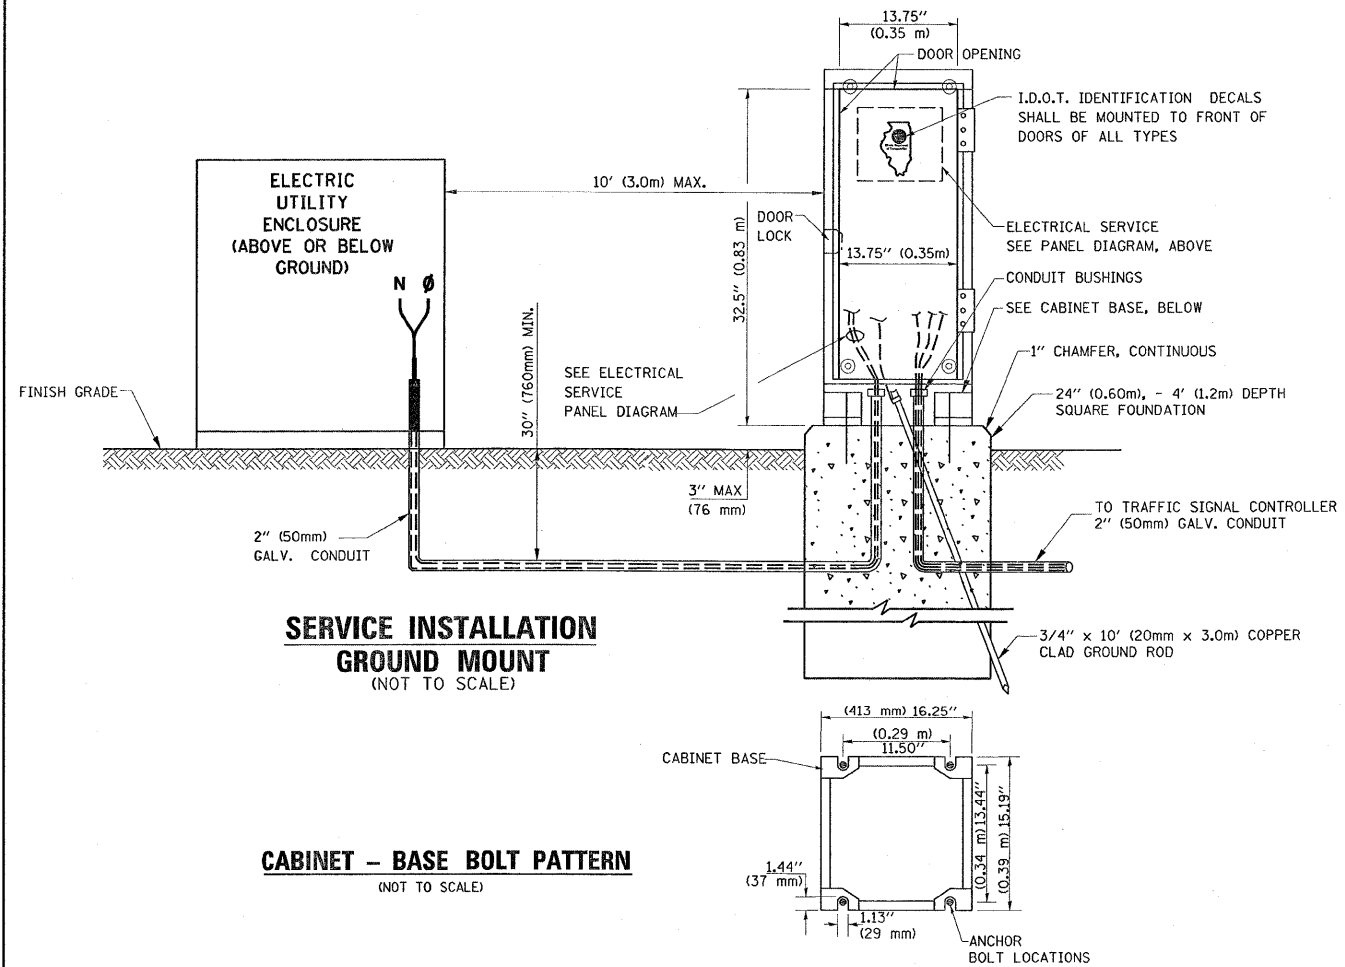 13.75"
(0.35 m)
DOOR OPENING
I.D.O.T. IDENTIFICATION DECALS
SHALL BE MOUNTED TO FRONT OF
DOORS OF ALL TYPES
ELECTRIC
UTILITY
ENCLOSURE
(ABOVE OR BELOW
GROUND)
N Ø
10' (3.0m) MAX.
32.5" (0.83 m)
DOOR
LOCK
13.75" (0.35m)
ELECTRICAL SERVICE
SEE PANEL DIAGRAM, ABOVE
CONDUIT BUSHINGS
SEE CABINET BASE, BELOW
1" CHAMFER, CONTINUOUS
24" (0.60m), - 4' (1.2m) DEPTH
SQUARE FOUNDATION
FINISH GRADE
30" (760mm) MIN.
SEE ELECTRICAL
SERVICE
PANEL DIAGRAM
3" MAX
(76 mm)
2" (50mm)
GALV. CONDUIT
TO TRAFFIC SIGNAL CONTROLLER
2" (50mm) GALV. CONDUIT
3/4" x 10' (20mm x 3.0m) COPPER
CLAD GROUND ROD
SERVICE INSTALLATION
GROUND MOUNT
(NOT TO SCALE)
(413 mm) 16.25"
(0.29 m)
11.50"
CABINET BASE
(0.34 m) 13.44"
(0.39 m) 15.19"
1.44"
(37 mm)
1.13"
(29 mm)
ANCHOR
BOLT LOCATIONS
CABINET – BASE BOLT PATTERN
(NOT TO SCALE)